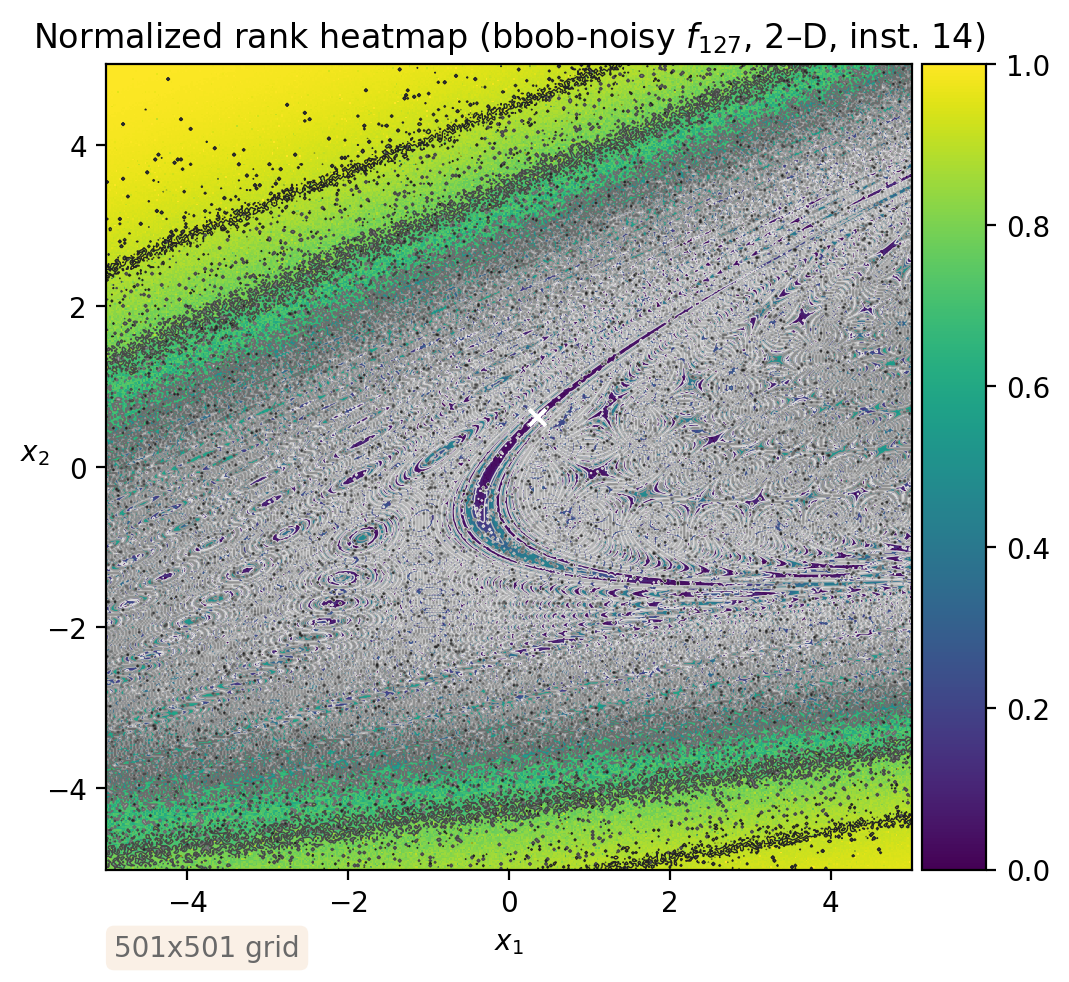 Normalized rank heatmap (bbob-noisy f₁₂₇, 2–D, inst. 14)
1.0
0.8
0.6
0.4
0.2
0.0
4
2
0
−2
−4
x₂
−4 −2 0 2 4
x₁
501x501 grid